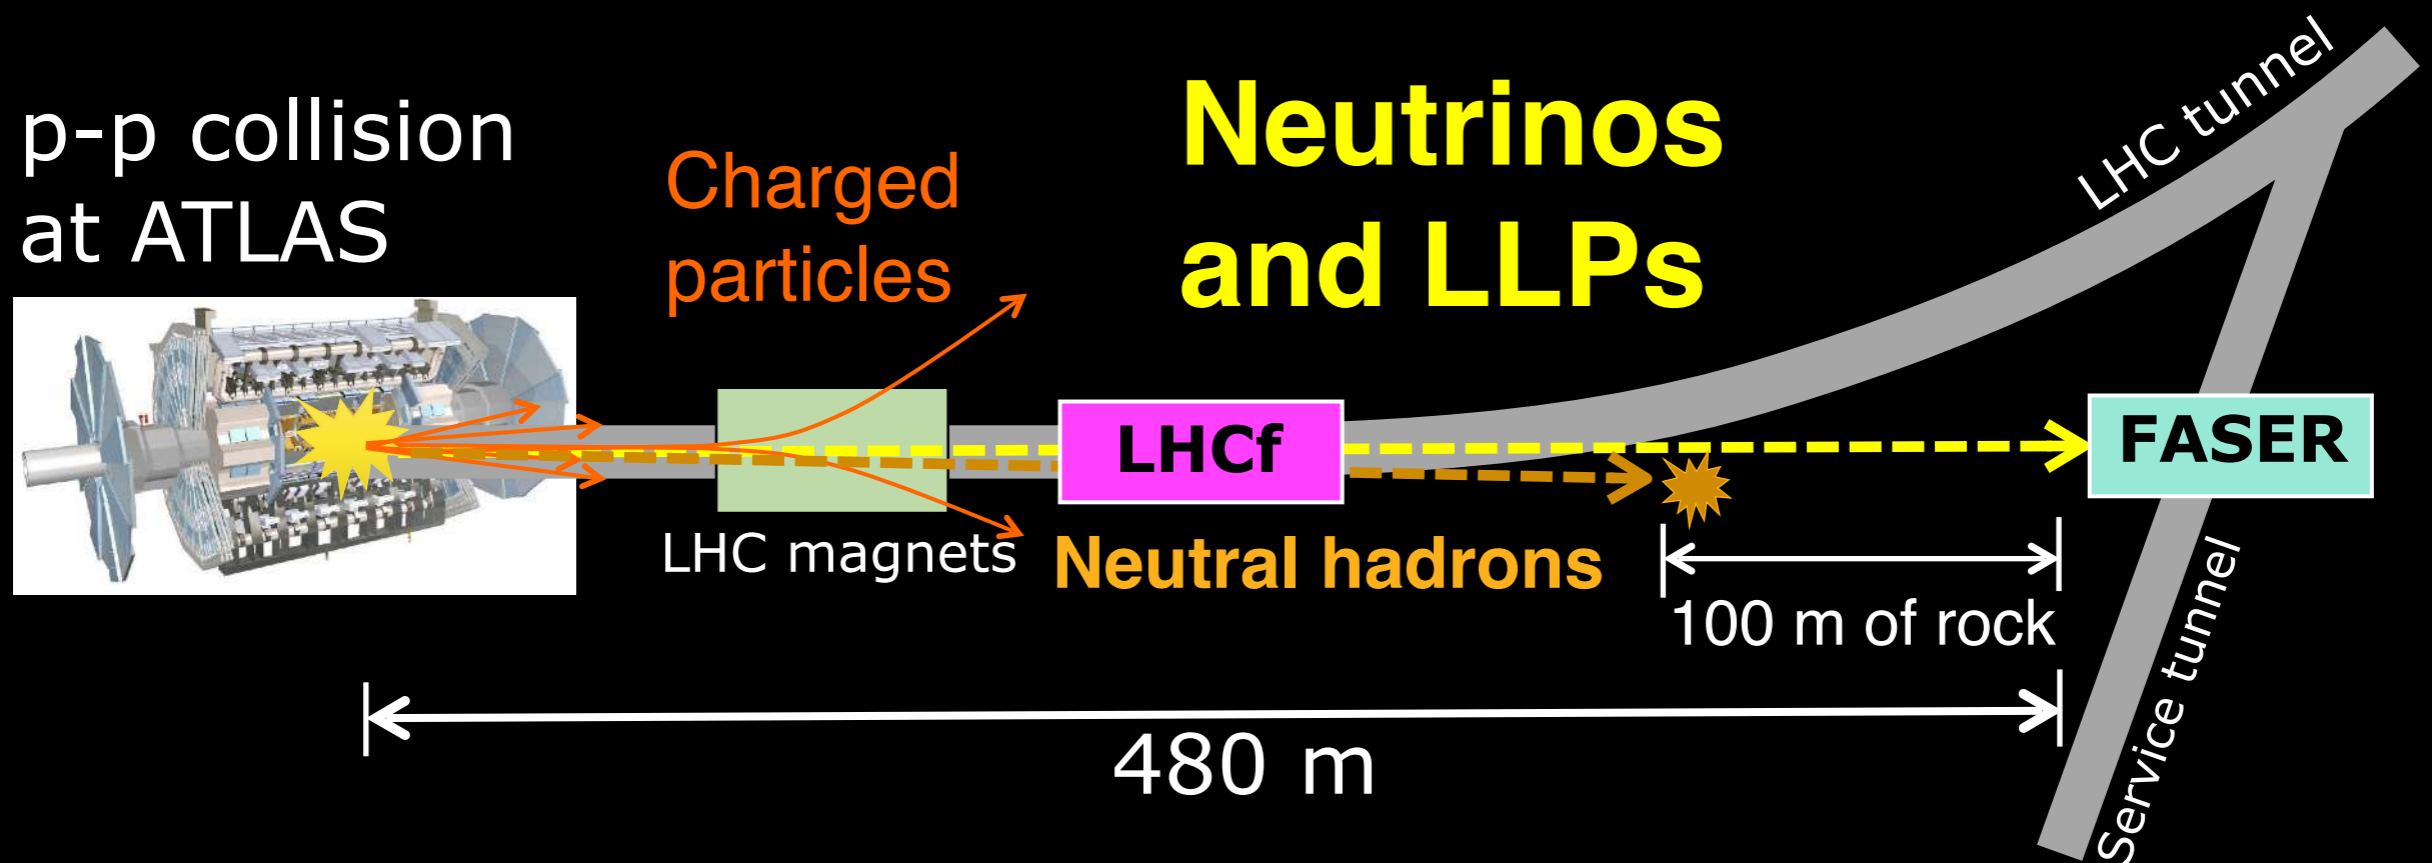 p-p collision
at ATLAS
Charged
particles
Neutrinos
and LLPs
LHC tunnel
LHCf
FASER
LHC magnets
Neutral hadrons
100 m of rock
480 m
Service tunnel